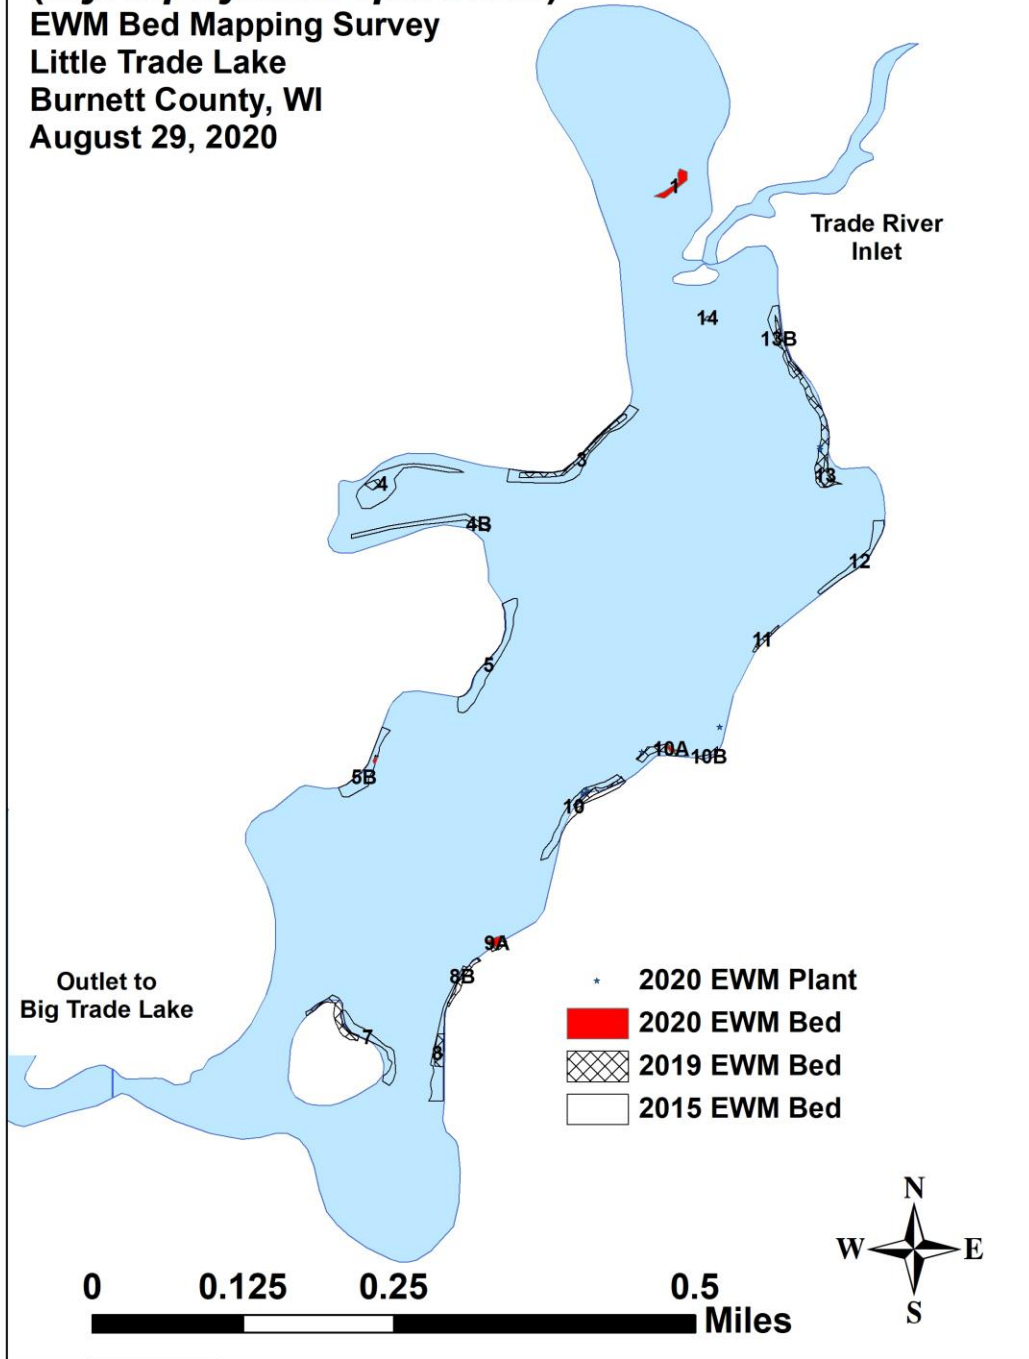 EWM Bed Mapping Survey
Little Trade Lake
Burnett County, WI
August 29, 2020
1
Trade River
Inlet
14
13B
3
13
4
4B
12
11
5
10A
10B
5B
10
9A
8B
Outlet to
Big Trade Lake
7
8
2020 EWM Plant
2020 EWM Bed
2019 EWM Bed
2015 EWM Bed
N
W E
S
0 0.125 0.25 0.5
Miles